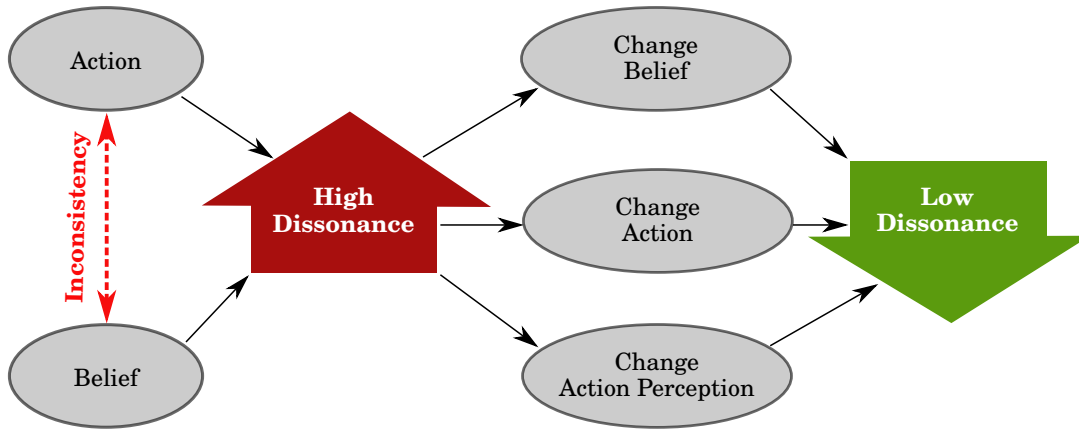 Action
Inconsistency
Belief
High
Dissonance
Change
Belief
Change
Action
Change
Action Perception
Low
Dissonance